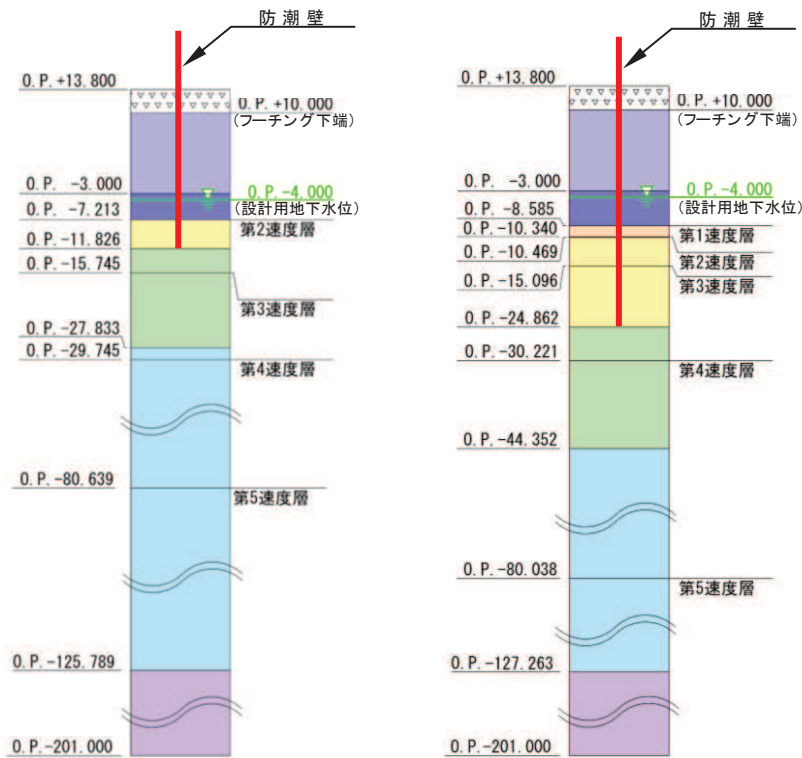 防潮壁
O.P.+13.800
O.P.+10.000
(フーチング下端)
O.P. -3.000
O.P. -4.000
(設計用地下水位)
O.P. -7.213
第2速度層
O.P.-11.826
O.P.-15.745
第3速度層
O.P.-27.833
O.P.-29.745
第4速度層
O.P.-80.639
第5速度層
O.P.-125.789
O.P.-201.000
防潮壁
O.P.+13.800
O.P.+10.000
(フーチング下端)
O.P. -3.000
O.P. -4.000
(設計用地下水位)
O.P. -8.585
第1速度層
O.P.-10.340
O.P.-10.469
第2速度層
O.P.-15.096
第3速度層
O.P.-24.862
O.P.-30.221
第4速度層
O.P.-44.352
O.P.-80.038
第5速度層
O.P.-127.263
O.P.-201.000